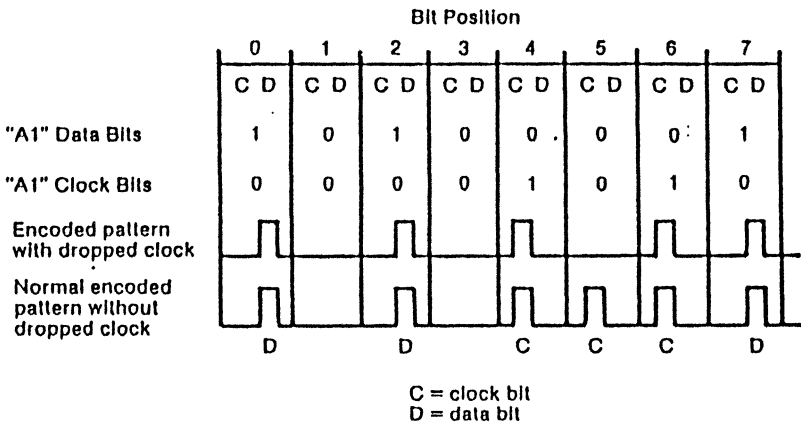 Bit Position
0 1 2 3 4 5 6 7
C D C D C D C D C D C D C D C D
"A1" Data Bits 1 0 1 0 0 0 0 1
"A1" Clock Bits 0 0 0 0 1 0 1 0
Encoded pattern
with dropped clock
Normal encoded
pattern without
dropped clock
D D C C C D
C = clock bit
D = data bit